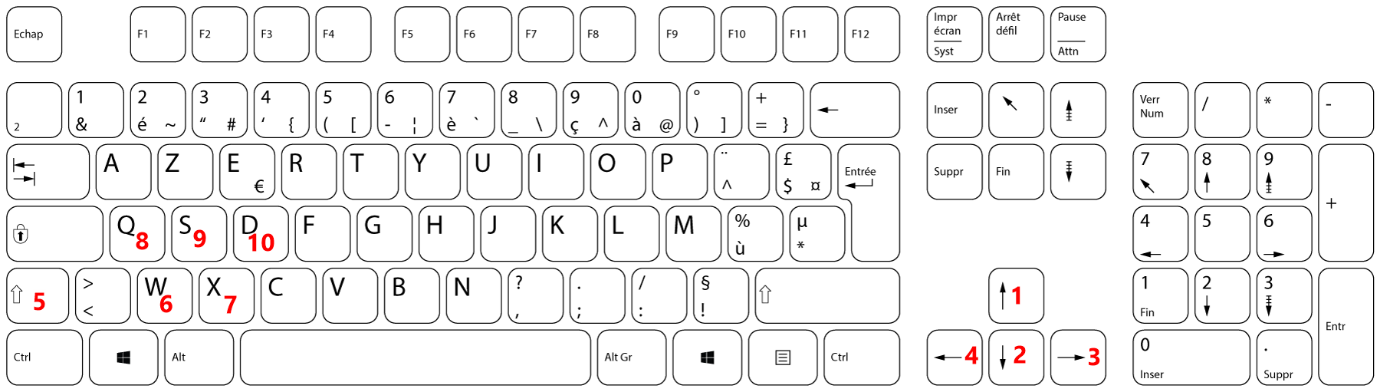 Echap F1 F2 F3 F4 F5 F6 F7 F8 F9 F10 F11 F12 Impr écran Syst Arrêt défil Pause Attn
2 1 & 2 é ~ 3 “ # 4 ‘ { 5 ( [ 6 - ¦ 7 è ` 8 _ \ 9 ç ^ 0 à @ ° ) ] + = } ← Inser ↖ ⇞ Verr Num / * -
A Z E € R T Y U I O P ¨ ^ £ $ ¤ Entrée Suppr Fin ⇟ 7 ↖ 8 ↑ 9 ⇞ +
Q 8 S 9 D 10 F G H J K L M % ù µ * 4 ← 5 6 →
5 > < W 6 X 7 C V B N ? , . ; / : § ! ↑ 1 1 Fin 2 ↓ 3 ⇟ Entr
Ctrl Alt Alt Gr Ctrl ← 4 ↓ 2 → 3 0 Inser . Suppr